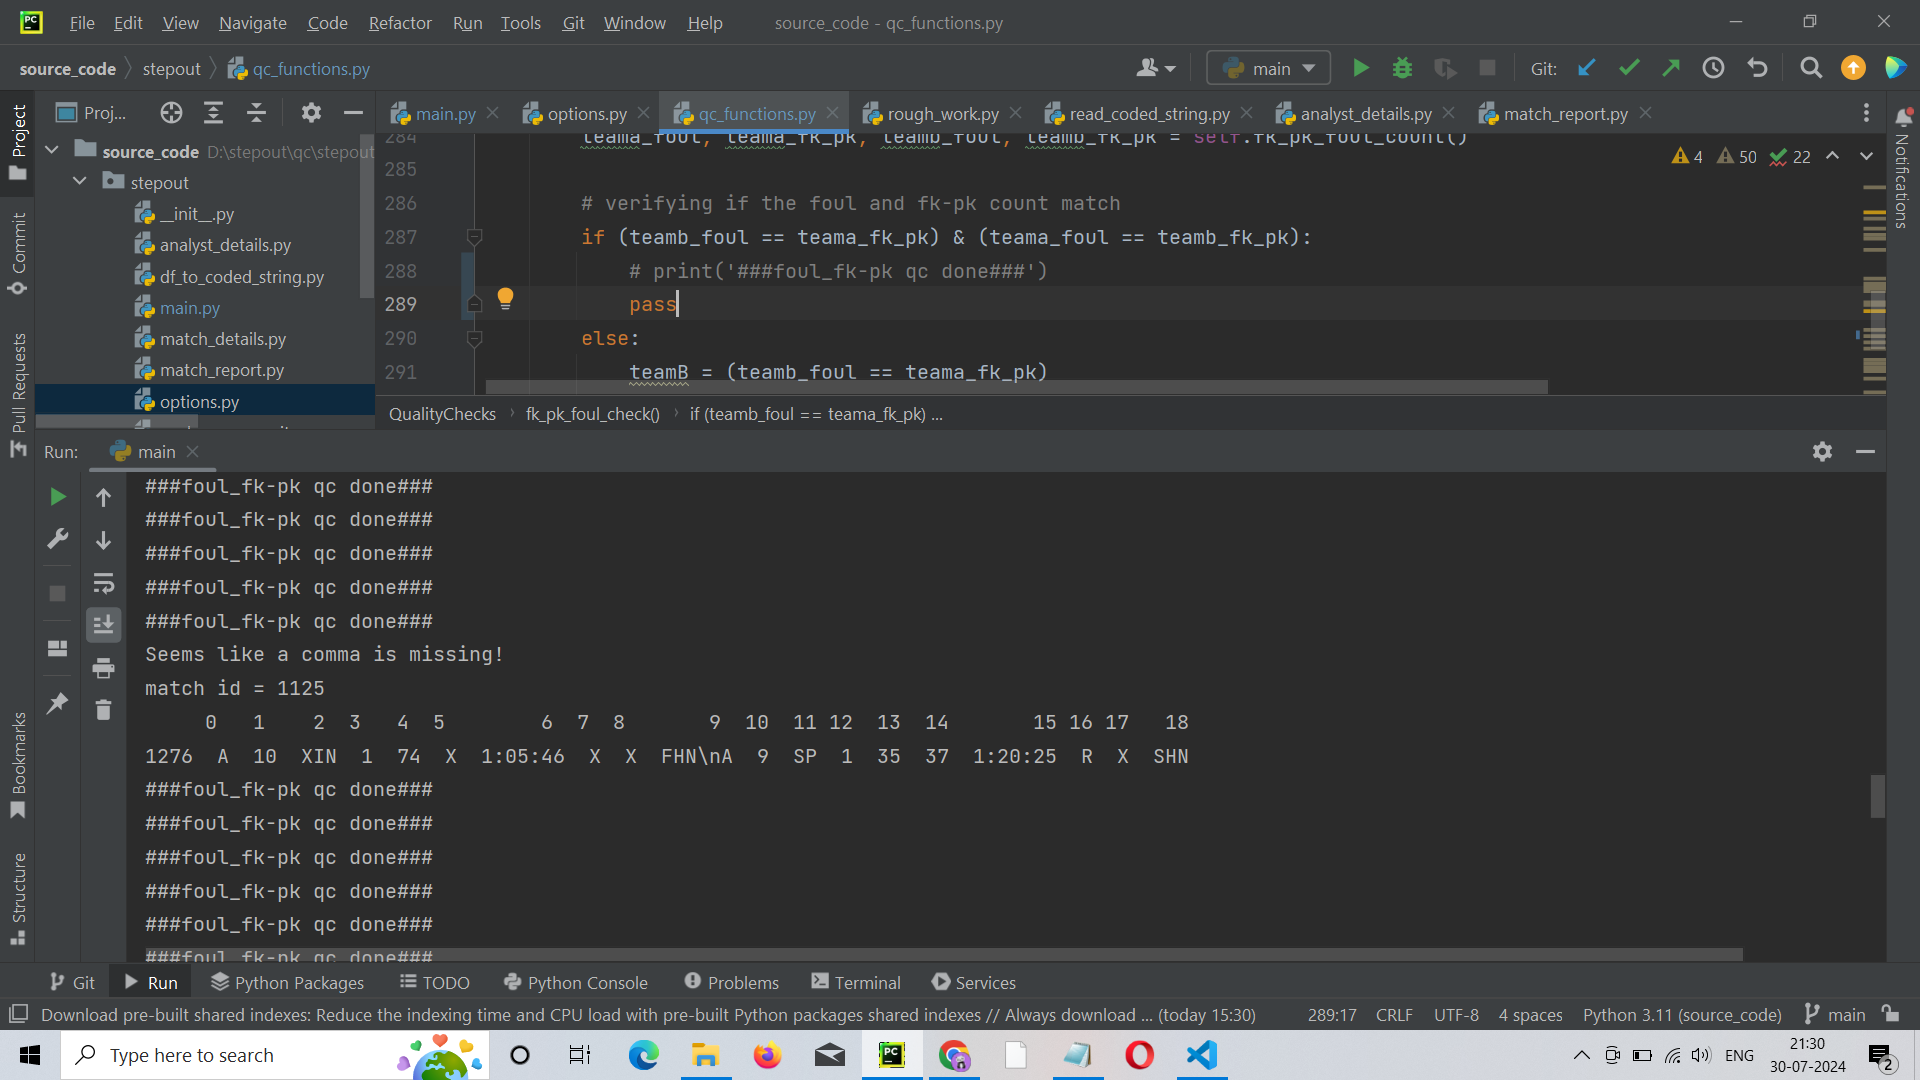 File Edit View Navigate Code Refactor Run Tools Git Window Help source_code - qc_functions.py
source_code stepout qc_functions.py main Git:
Project Proj... main.py options.py qc_functions.py rough_work.py read_coded_string.py analyst_details.py match_report.py Notifications
source_code D:\stepout\qc\stepout
stepout
__init__.py
analyst_details.py
df_to_coded_string.py
main.py
match_details.py
match_report.py
options.py
Commit
Pull Requests
Bookmarks
Structure
4 50 22
284 teama_foul, teama_fk_pk, teamb_foul, teamb_fk_pk = self.fk_pk_foul_count()
285
286 # verifying if the foul and fk-pk count match
287 if (teamb_foul == teama_fk_pk) & (teama_foul == teamb_fk_pk):
288 # print('###foul_fk-pk qc done###')
289 pass
290 else:
291 teamB = (teamb_foul == teama_fk_pk)
QualityChecks fk_pk_foul_check() if (teamb_foul == teama_fk_pk) ...
Run: main
###foul_fk-pk qc done###
###foul_fk-pk qc done###
###foul_fk-pk qc done###
###foul_fk-pk qc done###
###foul_fk-pk qc done###
Seems like a comma is missing!
match id = 1125
0 1 2 3 4 5 6 7 8 9 10 11 12 13 14 15 16 17 18
1276 A 10 XIN 1 74 X 1:05:46 X X FHN\nA 9 SP 1 35 37 1:20:25 R X SHN
###foul_fk-pk qc done###
###foul_fk-pk qc done###
###foul_fk-pk qc done###
###foul_fk-pk qc done###
###foul_fk-pk qc done###
###foul_fk-pk qc done###
Git Run Python Packages TODO Python Console Problems Terminal Services
Download pre-built shared indexes: Reduce the indexing time and CPU load with pre-built Python packages shared indexes // Always download ... (today 15:30) 289:17 CRLF UTF-8 4 spaces Python 3.11 (source_code) main
Type here to search ENG 21:30
30-07-2024 2